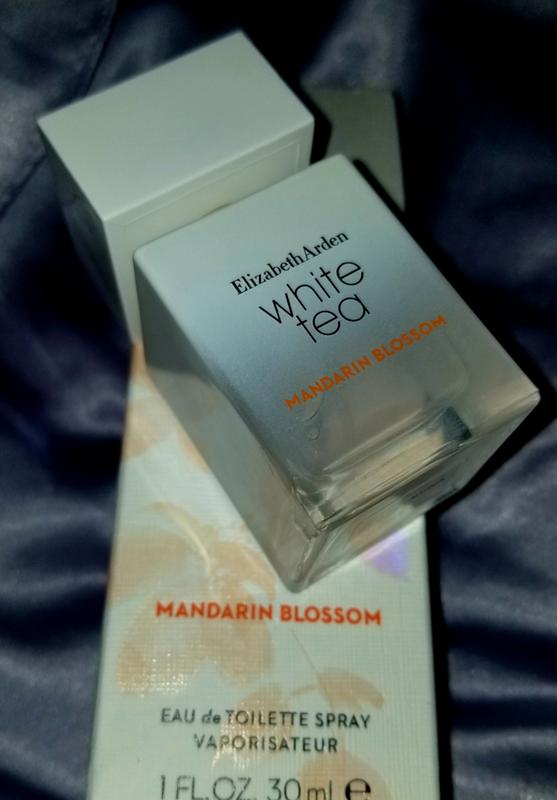 ElizabethArden
white
tea
MANDARIN BLOSSOM
MANDARIN BLOSSOM
EAU de TOILETTE SPRAY
VAPORISATEUR
1 FL.OZ. 30 ml ℮